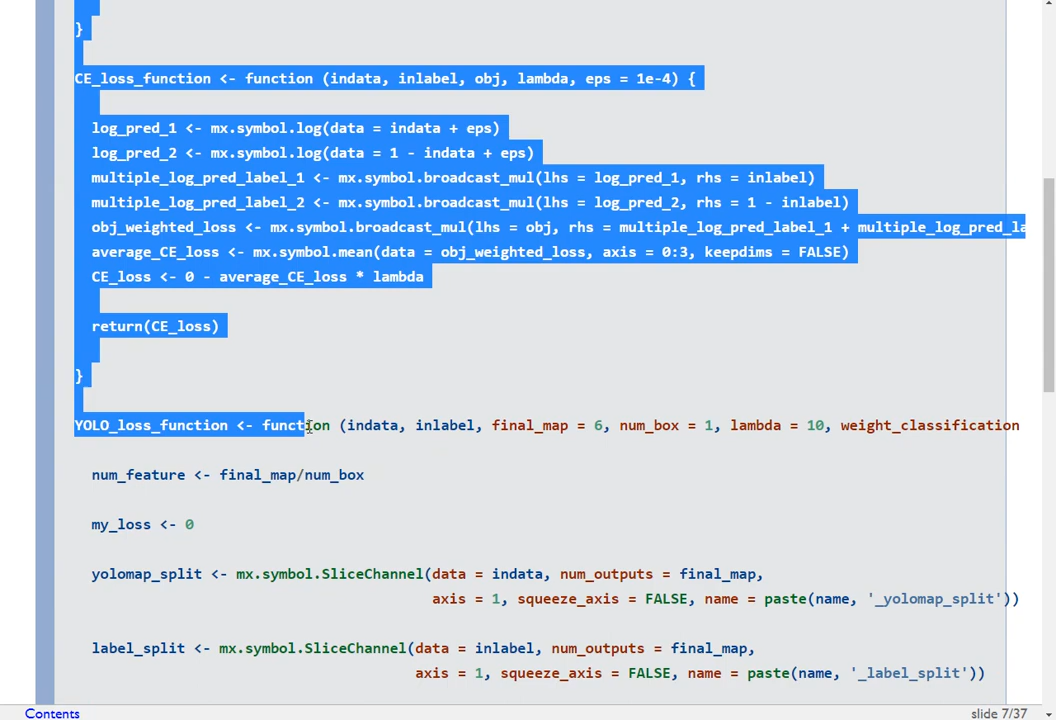 }
CE_loss_function <- function (indata, inlabel, obj, lambda, eps = 1e-4) {
log_pred_1 <- mx.symbol.log(data = indata + eps)
log_pred_2 <- mx.symbol.log(data = 1 - indata + eps)
multiple_log_pred_label_1 <- mx.symbol.broadcast_mul(lhs = log_pred_1, rhs = inlabel)
multiple_log_pred_label_2 <- mx.symbol.broadcast_mul(lhs = log_pred_2, rhs = 1 - inlabel)
obj_weighted_loss <- mx.symbol.broadcast_mul(lhs = obj, rhs = multiple_log_pred_label_1 + multiple_log_pred_la
average_CE_loss <- mx.symbol.mean(data = obj_weighted_loss, axis = 0:3, keepdims = FALSE)
CE_loss <- 0 - average_CE_loss * lambda
return(CE_loss)
}
YOLO_loss_function <- function (indata, inlabel, final_map = 6, num_box = 1, lambda = 10, weight_classification
num_feature <- final_map/num_box
my_loss <- 0
yolomap_split <- mx.symbol.SliceChannel(data = indata, num_outputs = final_map,
axis = 1, squeeze_axis = FALSE, name = paste(name, '_yolomap_split'))
label_split <- mx.symbol.SliceChannel(data = inlabel, num_outputs = final_map,
axis = 1, squeeze_axis = FALSE, name = paste(name, '_label_split'))
Contents
slide 7/37